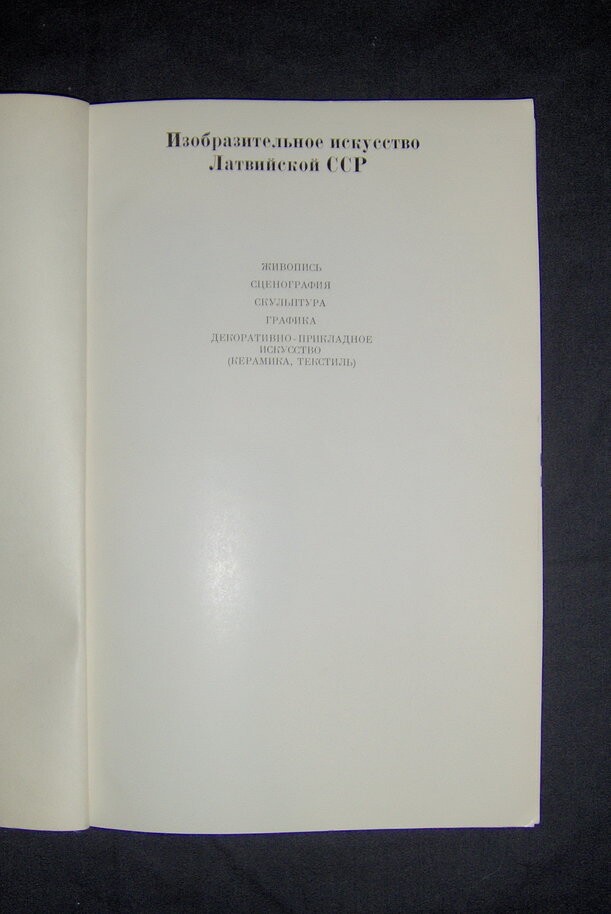 Изобразительное искусство
Латвийской ССР
ЖИВОПИСЬ
СЦЕНОГРАФИЯ
СКУЛЬПТУРА
ГРАФИКА
ДЕКОРАТИВНО-ПРИКЛАДНОЕ
ИСКУССТВО
(КЕРАМИКА, ТЕКСТИЛЬ)